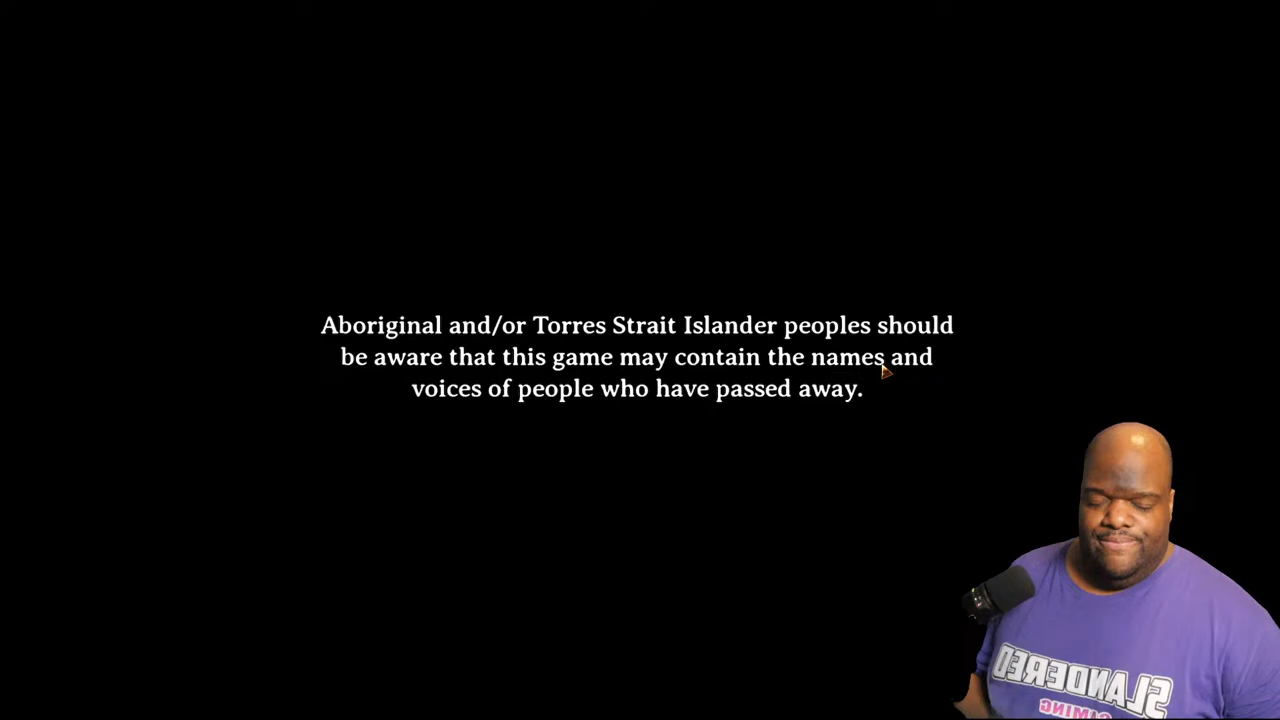 Aboriginal and/or Torres Strait Islander peoples should
be aware that this game may contain the names and
voices of people who have passed away.
SLANDERED
GAMING